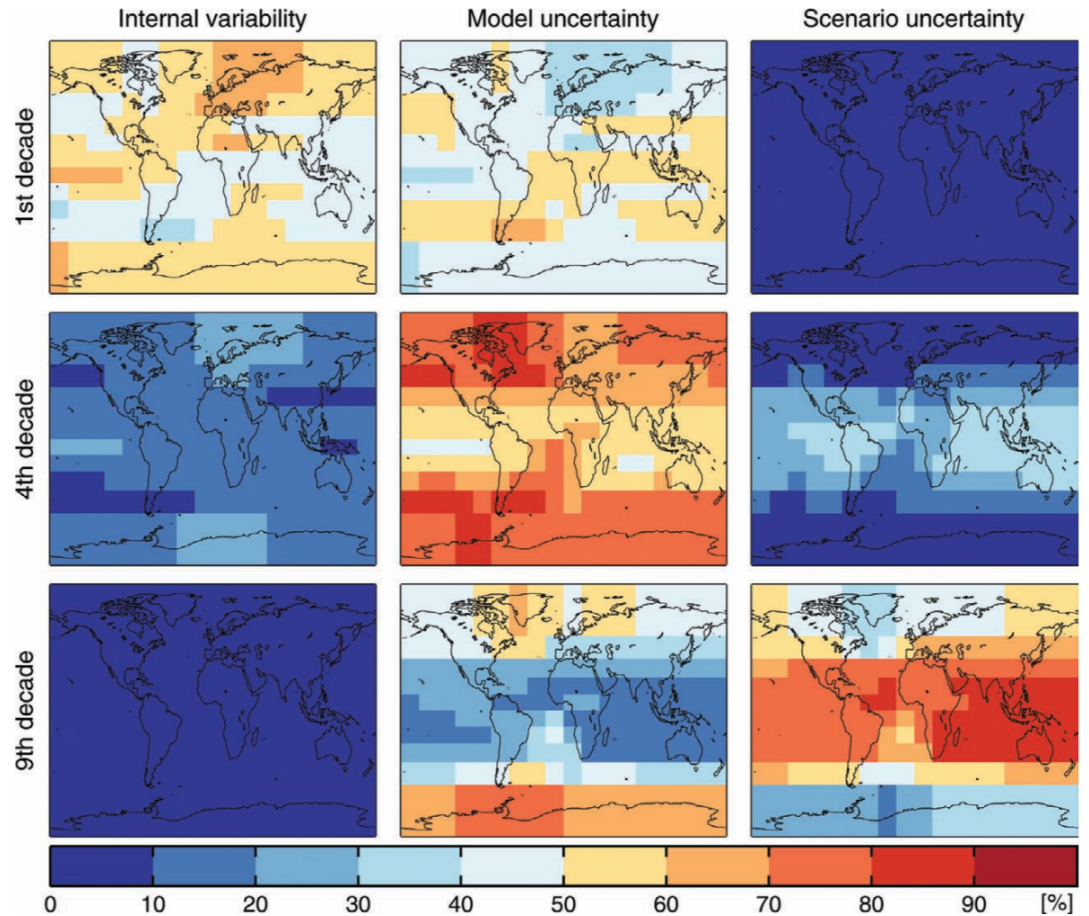 Internal variability Model uncertainty Scenario uncertainty
1st decade
4th decade
9th decade
0 10 20 30 40 50 60 70 80 90 [%]